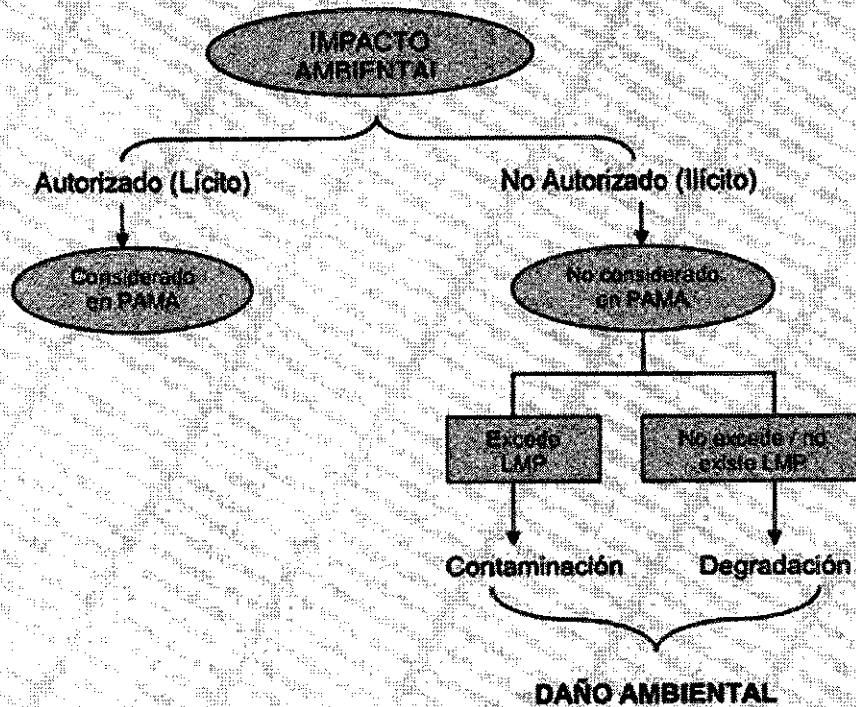 IMPACTO
AMBIENTAL
Autorizado (Lícito)
No Autorizado (Ilícito)
Considerado
en PAMA
No considerado
en PAMA
Excede
LMP
No excede / no
existe LMP
Contaminación
Degradación
DAÑO AMBIENTAL